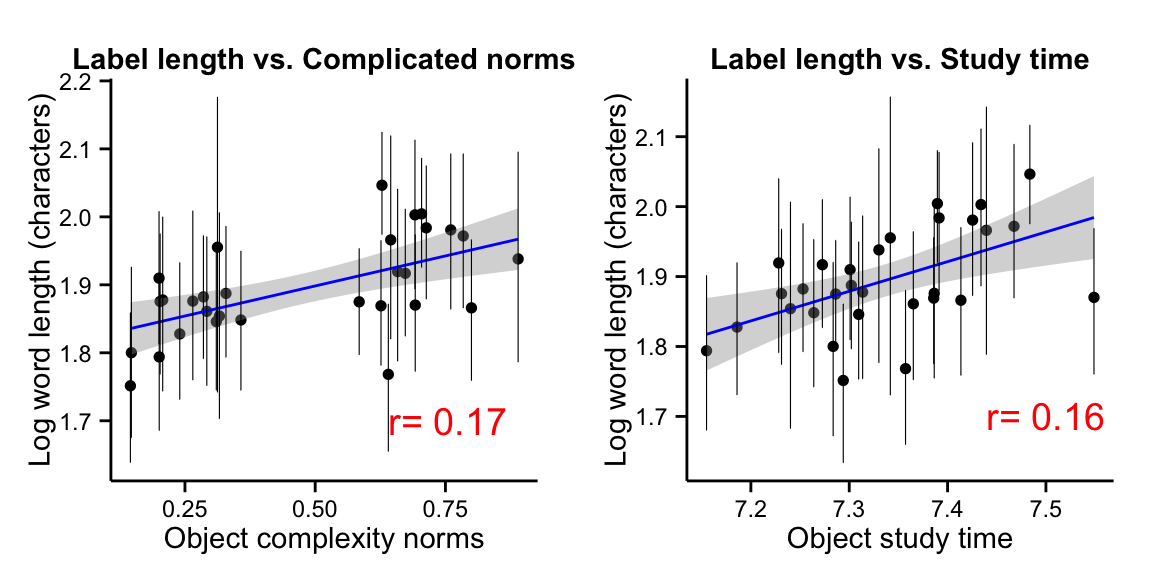 Label length vs. Complicated norms
Log word length (characters)
2.2
2.1
2.0
1.9
1.8
1.7
r= 0.17
0.25 0.50 0.75
Object complexity norms
Label length vs. Study time
Log word length (characters)
2.1
2.0
1.9
1.8
1.7
r= 0.16
7.2 7.3 7.4 7.5
Object study time